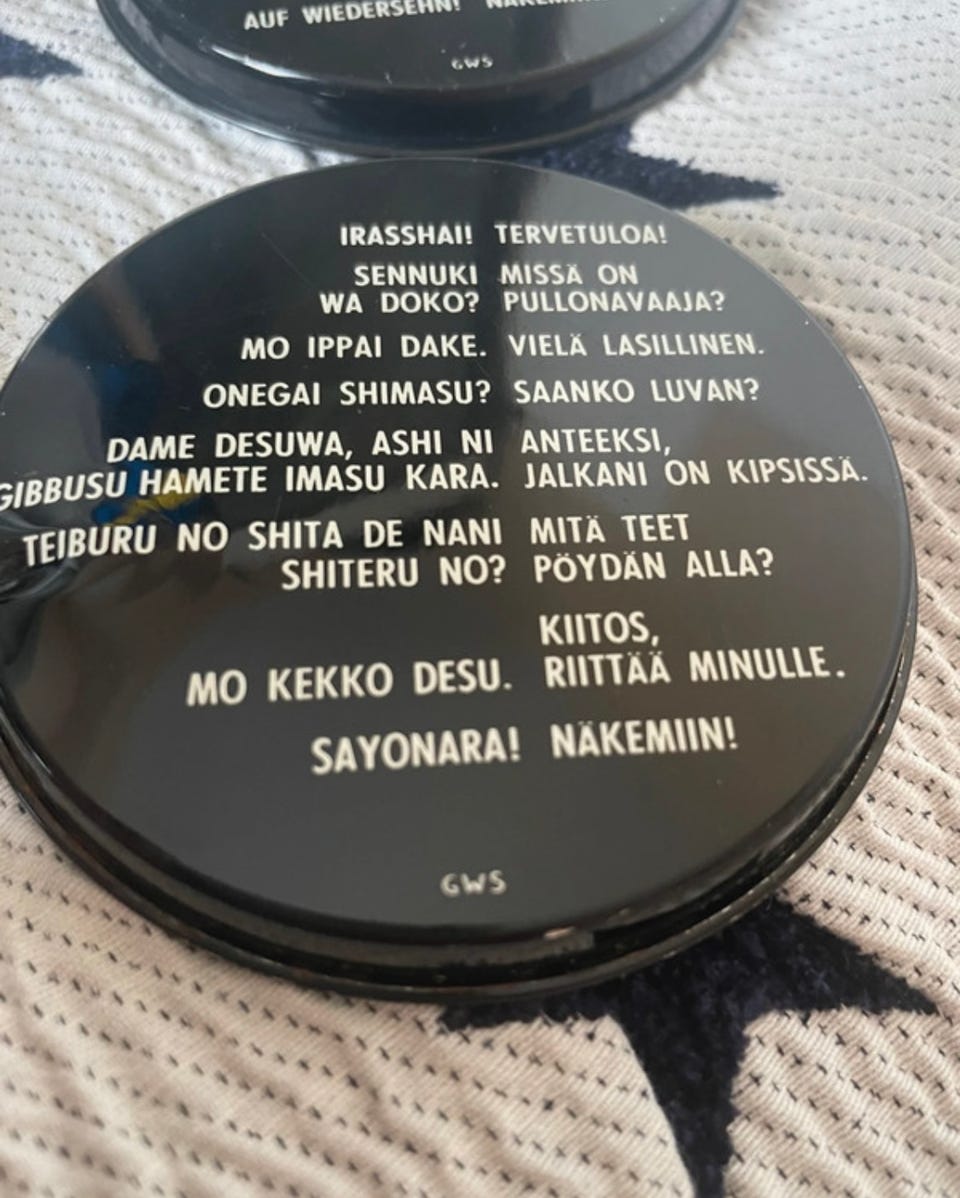 AUF WIEDERSEHN!
GWS
IRASSHAI! TERVETULOA!
SENNUKI MISSÄ ON
WA DOKO? PULLONAVAAJA?
MO IPPAI DAKE. VIELÄ LASILLINEN.
ONEGAI SHIMASU? SAANKO LUVAN?
DAME DESUWA, ASHI NI ANTEEKSI,
GIBBUSU HAMETE IMASU KARA. JALKANI ON KIPSISSÄ.
TEIBURU NO SHITA DE NANI MITÄ TEET
SHITERU NO? PÖYDÄN ALLA?
KIITOS,
MO KEKKO DESU. RIITTÄÄ MINULLE.
SAYONARA! NÄKEMIIN!
GWS